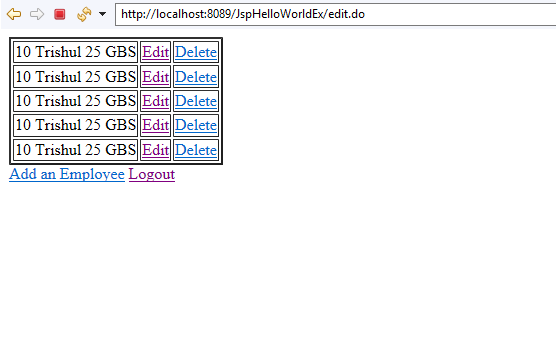 http://localhost:8089/JspHelloWorldEx/edit.do
10 Trishul 25 GBS Edit Delete
10 Trishul 25 GBS Edit Delete
10 Trishul 25 GBS Edit Delete
10 Trishul 25 GBS Edit Delete
10 Trishul 25 GBS Edit Delete
Add an Employee Logout